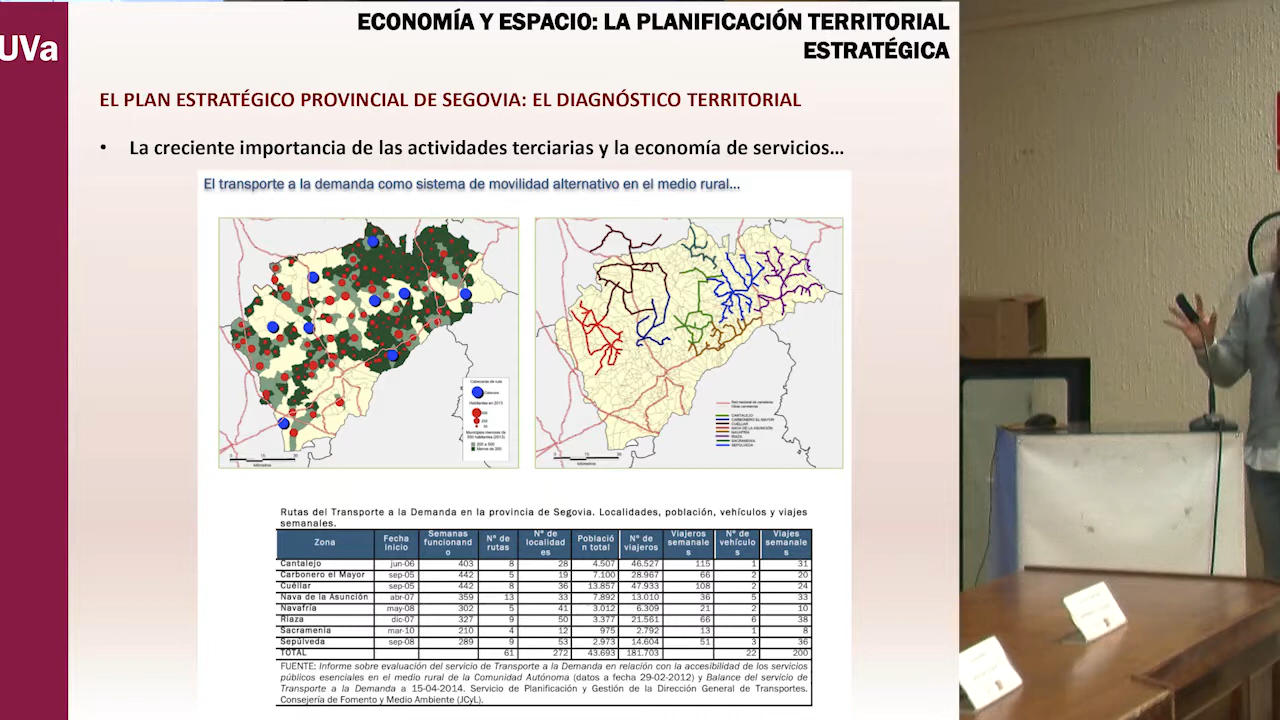 UVa
ECONOMÍA Y ESPACIO: LA PLANIFICACIÓN TERRITORIAL
ESTRATÉGICA
EL PLAN ESTRATÉGICO PROVINCIAL DE SEGOVIA: EL DIAGNÓSTICO TERRITORIAL
• La creciente importancia de las actividades terciarias y la economía de servicios...
El transporte a la demanda como sistema de movilidad alternativo en el medio rural...
Rutas del Transporte a la Demanda en la provincia de Segovia. Localidades, población, vehículos y viajes
semanales.
Zona Fecha inicio Semanas funcionando Nº de rutas Nº de localidades Población total Nº de viajeros Viajeros semanales Nº de vehículos Viajes semanales
Cantalejo jun-06 403 8 28 4.507 46.527 115 1 31
Carbonero el Mayor sep-05 442 5 19 7.100 28.967 66 2 20
Cuéllar sep-05 442 8 36 13.857 47.933 108 2 24
Nava de la Asunción abr-07 359 13 33 7.892 13.010 36 5 33
Navafría may-08 302 5 41 3.012 6.309 21 2 10
Riaza dic-07 327 9 50 3.377 21.561 66 6 38
Sacramenia mar-10 210 4 12 975 2.792 13 1 8
Sepúlveda sep-08 289 9 53 2.973 14.604 51 3 36
TOTAL 61 272 43.693 181.703 22 200
FUENTE: Informe sobre evaluación del servicio de Transporte a la Demanda en relación con la accesibilidad de los servicios
públicos esenciales en el medio rural de la Comunidad Autónoma (datos a fecha 29-02-2012) y Balance del servicio de
Transporte a la Demanda a 15-04-2014. Servicio de Planificación y Gestión de la Dirección General de Transportes.
Consejería de Fomento y Medio Ambiente (JCyL).